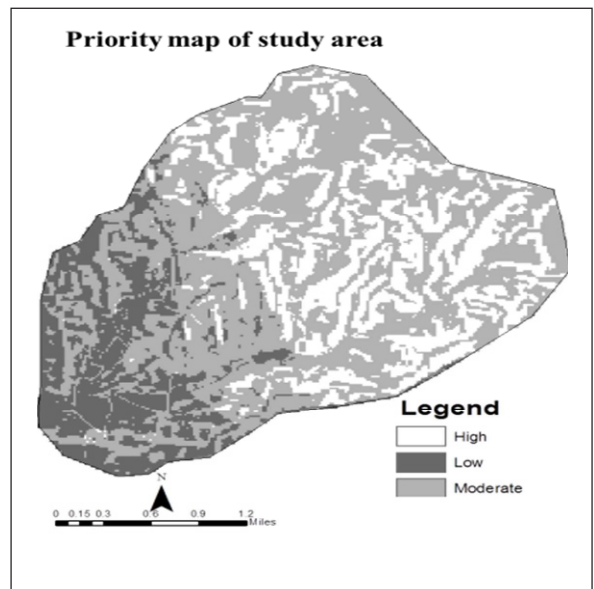 Priority map of study area
Legend
High
Low
Moderate
N
0 0.15 0.3 0.6 0.9 1.2
Miles